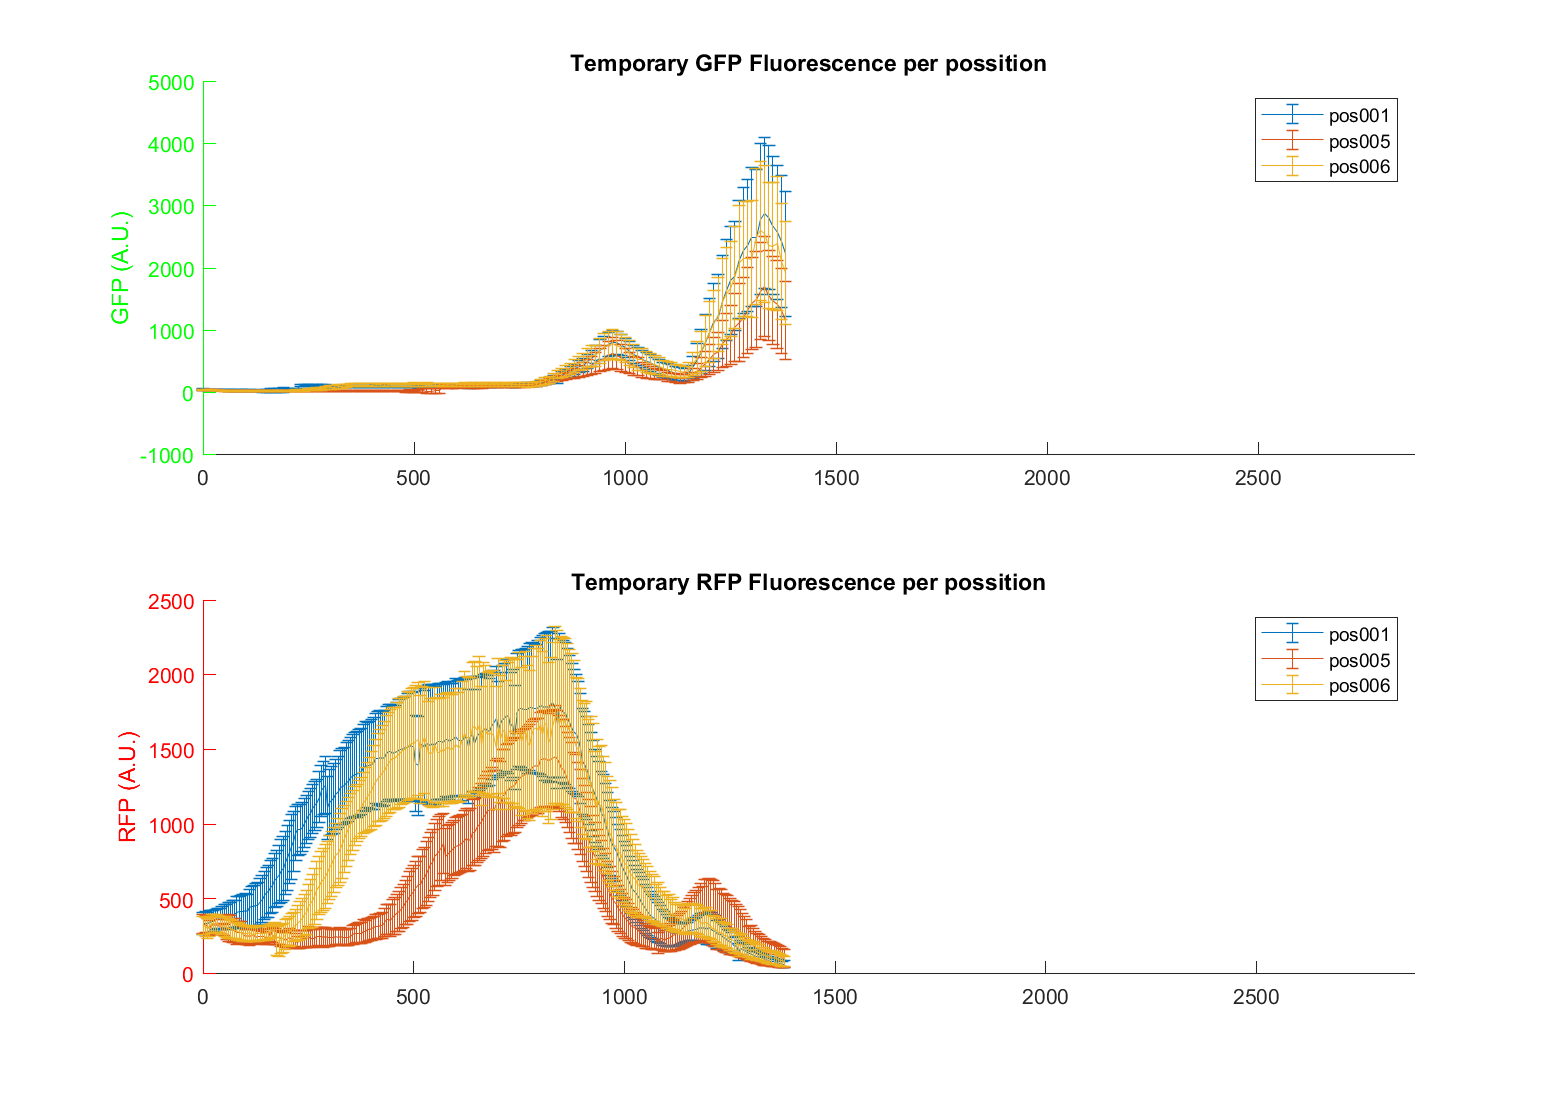 Temporary GFP Fluorescence per possition
5000
4000
3000
2000
1000
0
-1000
GFP (A.U.)
pos001
pos005
pos006
0 500 1000 1500 2000 2500
Temporary RFP Fluorescence per possition
2500
2000
1500
1000
500
0
RFP (A.U.)
pos001
pos005
pos006
0 500 1000 1500 2000 2500